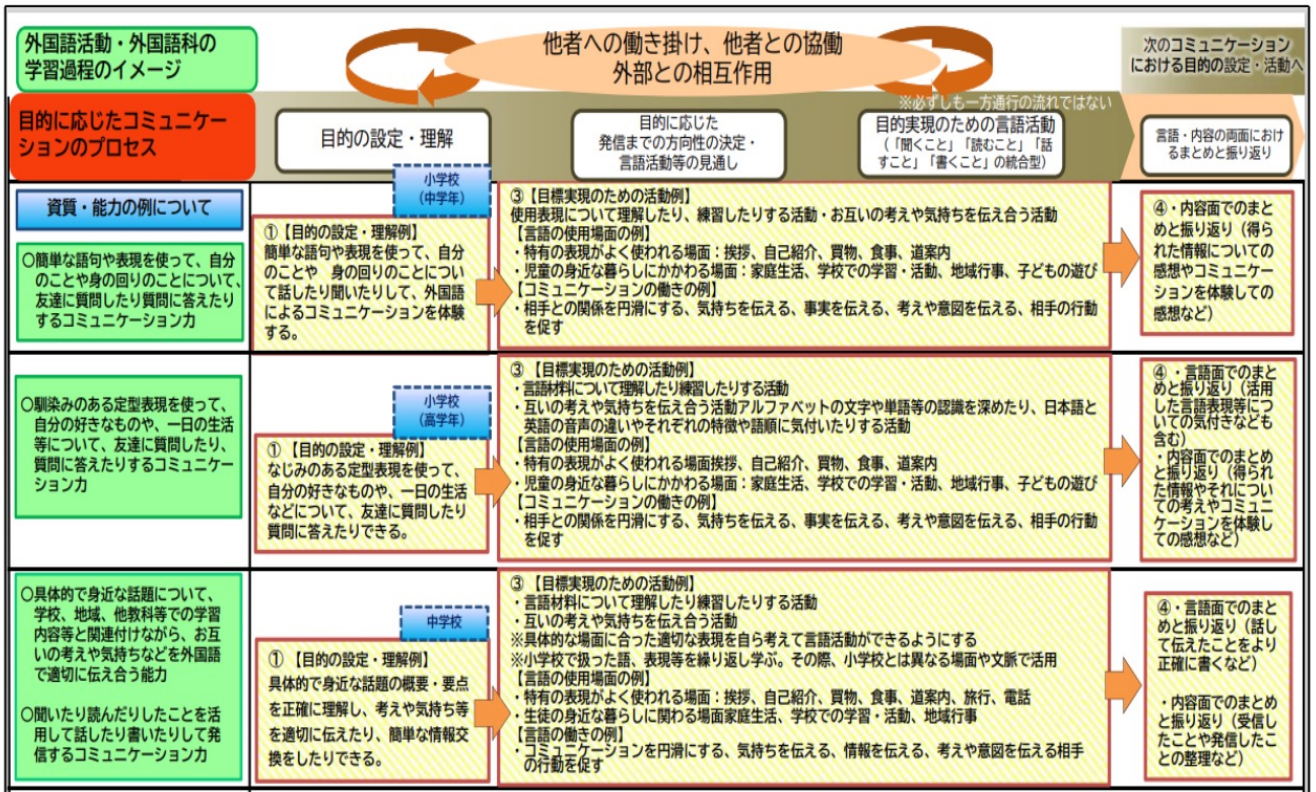 外国語活動・外国語科の
学習過程のイメージ
他者への働き掛け、他者との協働
外部との相互作用
次のコミュニケーション
における目的の設定・活動へ
※必ずしも一方通行の流れではない
目的に応じたコミュニケー
ションのプロセス
目的の設定・理解
目的に応じた
発信までの方向性の決定・
言語活動等の見通し
目的実現のための言語活動
（「聞くこと」「読むこと」「話
すこと」「書くこと」の統合型）
言語・内容の両面におけ
るまとめと振り返り
資質・能力の例について
〇簡単な語句や表現を使って、自分
のことや身の回りのことについて、
友達に質問したり質問に答えたり
するコミュニケーション力
小学校
（中学年）
①【目的の設定・理解例】
簡単な語句や表現を使って、自分
のことや　身の回りのことについ
て話したり聞いたりして、外国語
によるコミュニケーションを体験
する。
③【目標実現のための活動例】
使用表現について理解したり、練習したりする活動・お互いの考えや気持ちを伝え合う活動
【言語の使用場面の例】
・特有の表現がよく使われる場面：挨拶、自己紹介、買物、食事、道案内
・児童の身近な暮らしにかかわる場面：家庭生活、学校での学習・活動、地域行事、子どもの遊び
【コミュニケーションの働きの例】
・相手との関係を円滑にする、気持ちを伝える、事実を伝える、考えや意図を伝える、相手の行動
を促す
④・内容面でのまと
めと振り返り（得ら
れた情報についての
感想やコミュニケー
ションを体験しての
感想など）
〇馴染みのある定型表現を使って、
自分の好きなものや、一日の生活
等について、友達に質問したり、
質問に答えたりするコミュニケー
ション力
小学校
（高学年）
①【目的の設定・理解例】
なじみのある定型表現を使って、
自分の好きなものや、一日の生活
などについて、友達に質問したり
質問に答えたりできる。
③【目標実現のための活動例】
・言語材料について理解したり練習したりする活動
・互いの考えや気持ちを伝え合う活動アルファベットの文字や単語等の認識を深めたり、日本語と
英語の音声の違いやそれぞれの特徴や語順に気付いたりする活動
【言語の使用場面の例】
・特有の表現がよく使われる場面挨拶、自己紹介、買物、食事、道案内
・児童の身近な暮らしにかかわる場面：家庭生活、学校での学習・活動、地域行事、子どもの遊び
【コミュニケーションの働きの例】
・相手との関係を円滑にする、気持ちを伝える、事実を伝える、考えや意図を伝える、相手の行動
を促す
④・言語面でのまと
めと振り返り（活用
した言語表現等につ
いての気付きなども
含む）
・内容面でのまとめ
と振り返り（得られ
た情報やそれについ
ての考えやコミュニ
ケーションを体験し
ての感想など）
〇具体的で身近な話題について、
学校、地域、他教科等での学習
内容等と関連付けながら、お互
いの考えや気持ちなどを外国語
で適切に伝え合う能力
〇聞いたり読んだりしたことを活
用して話したり書いたりして発
信するコミュニケーション力
中学校
①【目的の設定・理解例】
具体的で身近な話題の概要・要点
を正確に理解し、考えや気持ち等
を適切に伝えたり、簡単な情報交
換をしたりできる。
③【目標実現のための活動例】
・言語材料について理解したり練習したりする活動
・互いの考えや気持ちを伝え合う活動
※具体的な場面に合った適切な表現を自ら考えて言語活動ができるようにする
※小学校で扱った語、表現等を繰り返し学ぶ。その際、小学校とは異なる場面や文脈で活用
【言語の使用場面の例】
・特有の表現がよく使われる場面：挨拶、自己紹介、買物、食事、道案内、旅行、電話
・生徒の身近な暮らしに関わる場面家庭生活、学校での学習・活動、地域行事
【言語の働きの例】
・コミュニケーションを円滑にする、気持ちを伝える、情報を伝える、考えや意図を伝える相手
の行動を促す
④・言語面でのまと
めと振り返り（話し
て伝えたことをより
正確に書くなど）
・内容面でのまとめ
めと振り返り（受信し
たことや発信したこ
との整理など）